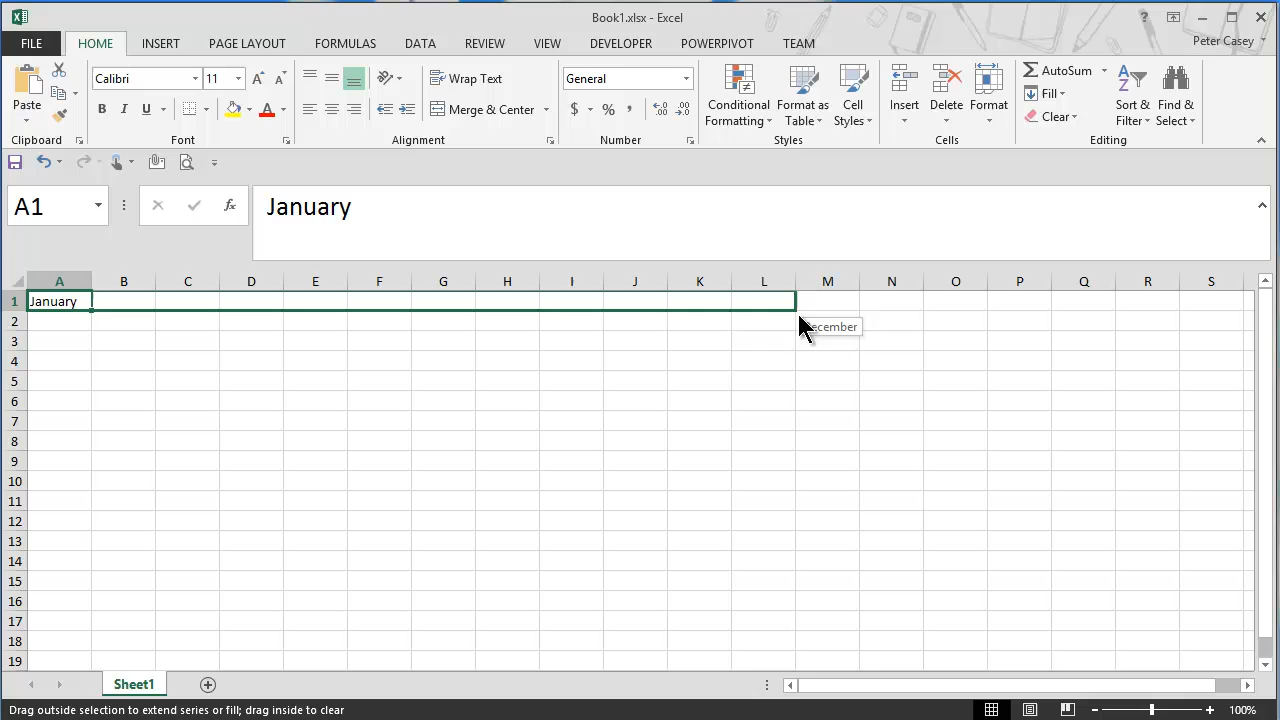 Book1.xlsx - Excel
FILE HOME INSERT PAGE LAYOUT FORMULAS DATA REVIEW VIEW DEVELOPER POWERPIVOT TEAM Peter Casey
Calibri 11 Wrap Text General AutoSum
Paste B I U Merge & Center $ % , Conditional Formatting Format as Table Cell Styles Insert Delete Format Fill Clear Sort & Filter Find & Select
Clipboard Font Alignment Number Styles Cells Editing
A1 fx January
A B C D E F G H I J K L M N O P Q R S
1 January
2 ecember
3
4
5
6
7
8
9
10
11
12
13
14
15
16
17
18
19
Sheet1
Drag outside selection to extend series or fill; drag inside to clear 100%